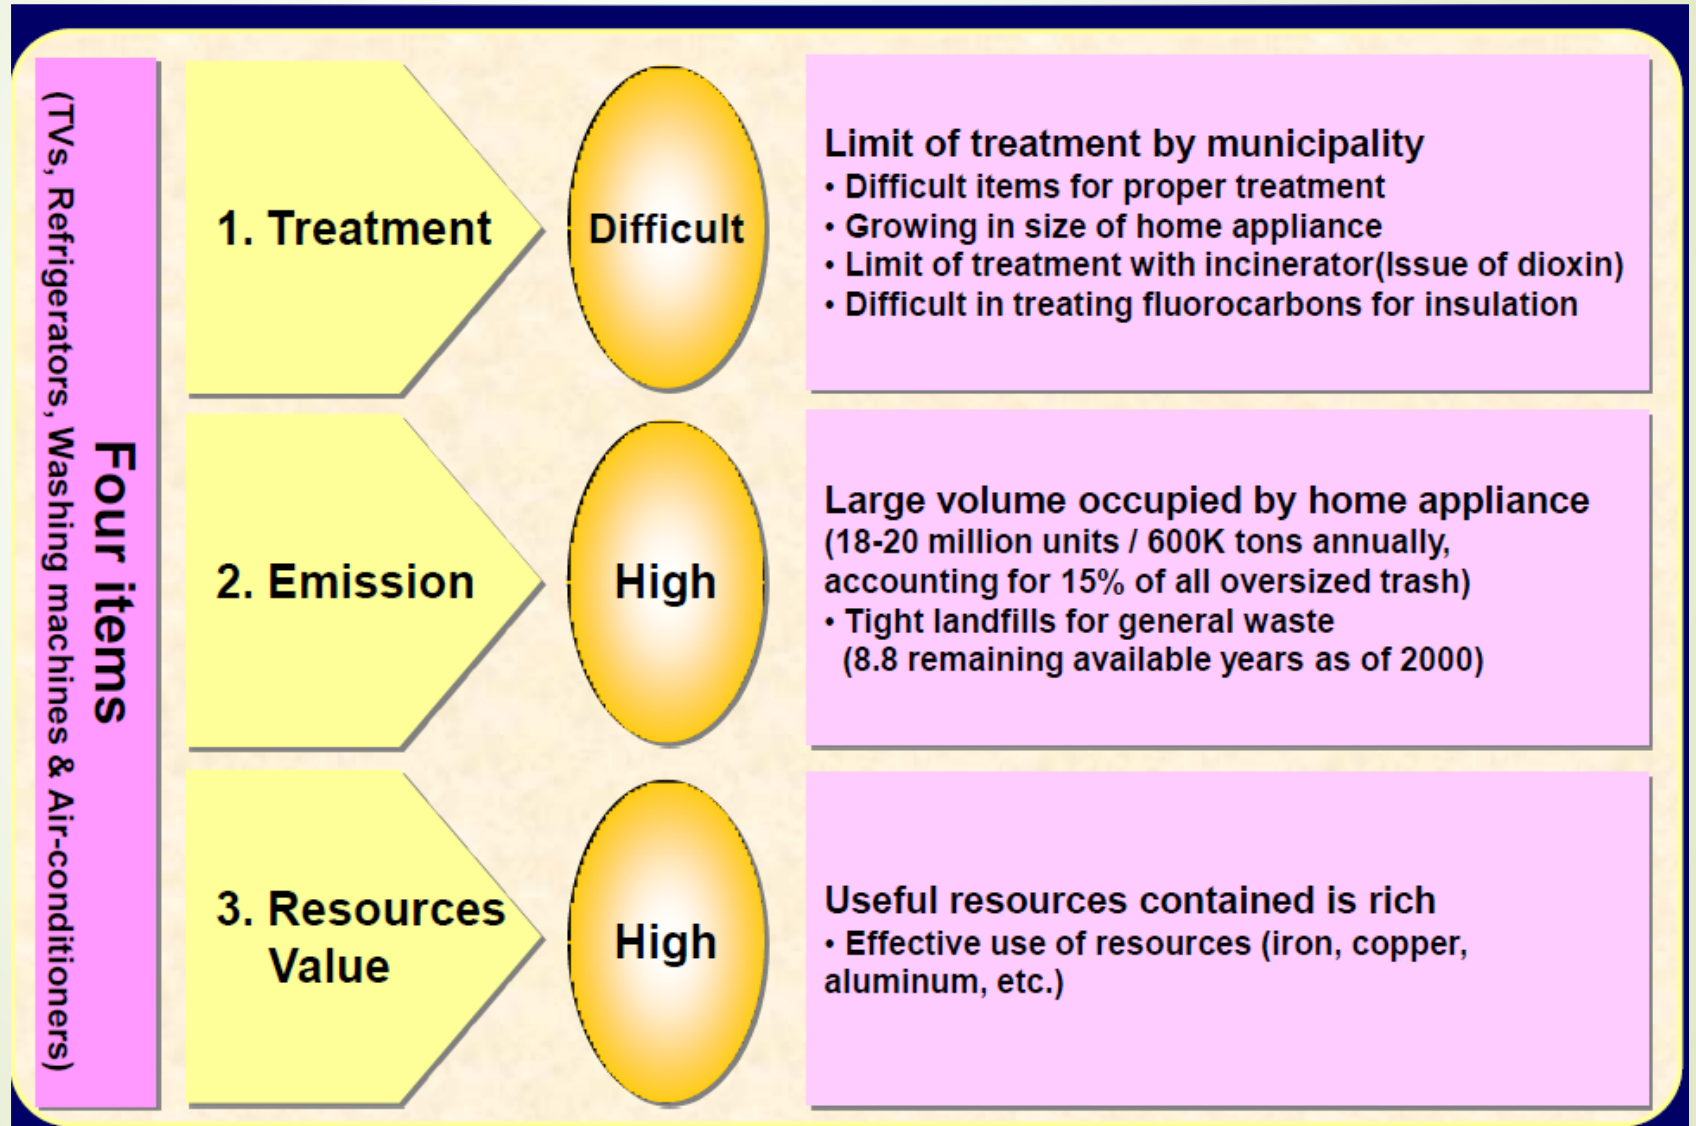 Four items
(TVs, Refrigerators, Washing machines & Air-conditioners)
1. Treatment
Difficult
Limit of treatment by municipality
• Difficult items for proper treatment
• Growing in size of home appliance
• Limit of treatment with incinerator(Issue of dioxin)
• Difficult in treating fluorocarbons for insulation
2. Emission
High
Large volume occupied by home appliance
(18-20 million units / 600K tons annually,
accounting for 15% of all oversized trash)
• Tight landfills for general waste
(8.8 remaining available years as of 2000)
3. Resources
Value
High
Useful resources contained is rich
• Effective use of resources (iron, copper,
aluminum, etc.)